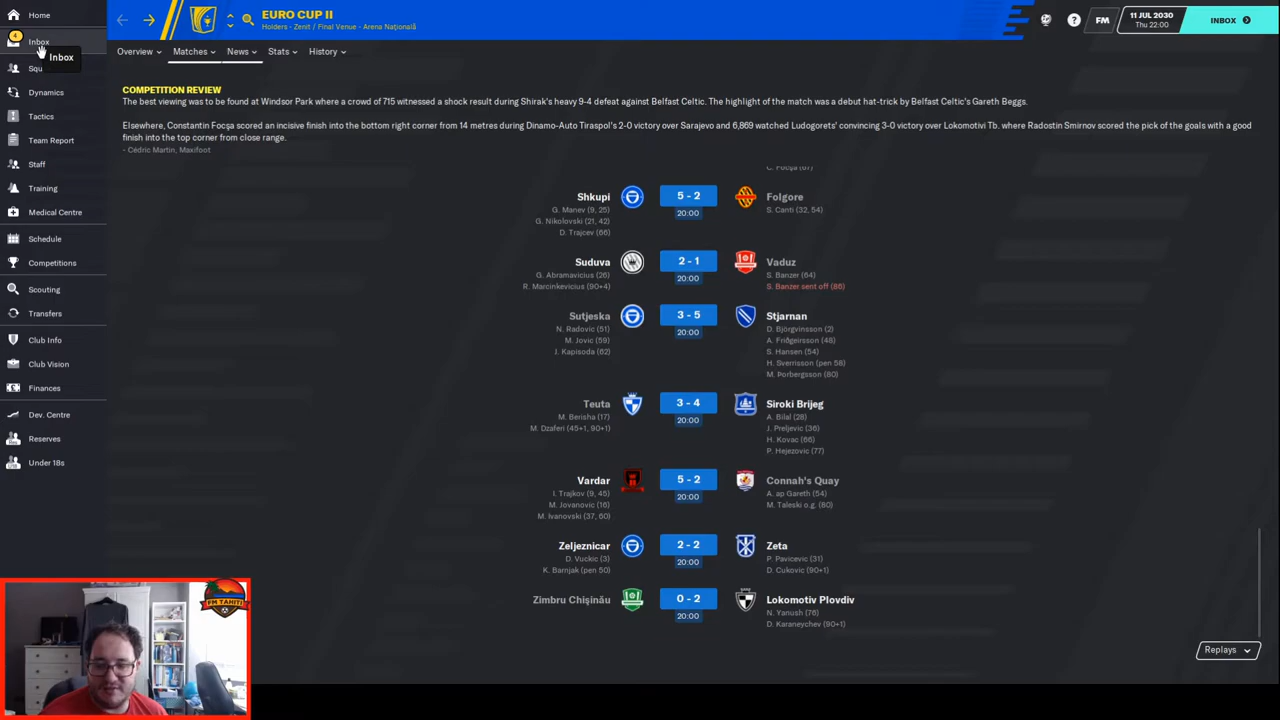 Home
Inbox
4
Inbox
Squ
Dynamics
Tactics
Team Report
Staff
Training
Medical Centre
Schedule
Competitions
Scouting
Transfers
Club Info
Club Vision
Finances
Dev. Centre
Reserves
Under 18s
FM TAHITI
EURO CUP II
Holders - Zenit / Final Venue - Arena Naţională
FM
11 JUL 2030
Thu 22:00
INBOX
Overview Matches News Stats History
COMPETITION REVIEW
The best viewing was to be found at Windsor Park where a crowd of 715 witnessed a shock result during Shirak's heavy 9-4 defeat against Belfast Celtic. The highlight of the match was a debut hat-trick by Belfast Celtic's Gareth Beggs.
Elsewhere, Constantin Focşa scored an incisive finish into the bottom right corner from 14 metres during Dinamo-Auto Tiraspol's 2-0 victory over Sarajevo and 6,869 watched Ludogorets' convincing 3-0 victory over Lokomotiv Tb. where Radostin Smirnov scored the pick of the goals with a good
finish into the top corner from close range.
- Cédric Martin, Maxifoot
C. Focşa (67)
Shkupi 5 - 2 Folgore
G. Manev (9, 25) 20:00 S. Canti (32, 54)
G. Nikolovski (21, 42)
D. Trajcev (66)
Suduva 2 - 1 Vaduz
G. Abramavicius (26) 20:00 S. Banzer (64)
R. Marcinkevicius (90+4) S. Banzer sent off (86)
Sutjeska 3 - 5 Stjarnan
N. Radovic (51) 20:00 D. Björgvinsson (2)
M. Jovic (59) A. Friðgeirsson (48)
J. Kapisoda (62) S. Hansen (54)
H. Sverrisson (pen 58)
M. Þorbergsson (60)
Teuta 3 - 4 Siroki Brijeg
M. Berisha (17) 20:00 A. Bilal (28)
M. Dzaferi (45+1, 90+1) J. Preljevic (36)
H. Kovac (66)
P. Hejezovic (77)
Vardar 5 - 2 Connah's Quay
I. Trajkov (9, 45) 20:00 A. ap Gareth (54)
M. Jovanovic (16) M. Taleski o.g. (80)
M. Ivanovski (37, 60)
Zeljeznicar 2 - 2 Zeta
D. Vuckic (3) 20:00 P. Pavicevic (31)
K. Barnjak (pen 50) D. Cukovic (90+1)
Zimbru Chişinău 0 - 2 Lokomotiv Plovdiv
20:00 N. Yanush (76)
D. Karaneychev (90+1)
Replays